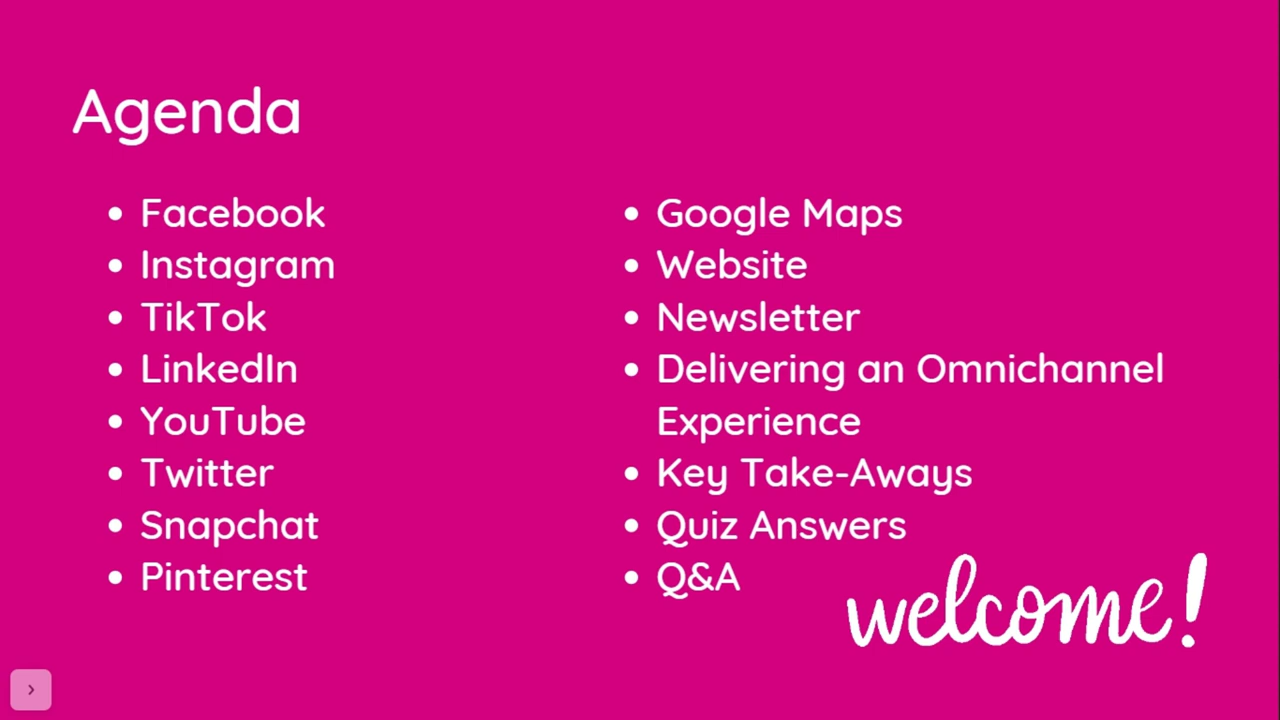 Agenda
Facebook
Instagram
TikTok
LinkedIn
YouTube
Twitter
Snapchat
Pinterest
Google Maps
Website
Newsletter
Delivering an Omnichannel
Experience
Key Take-Aways
Quiz Answers
Q&A
welcome!